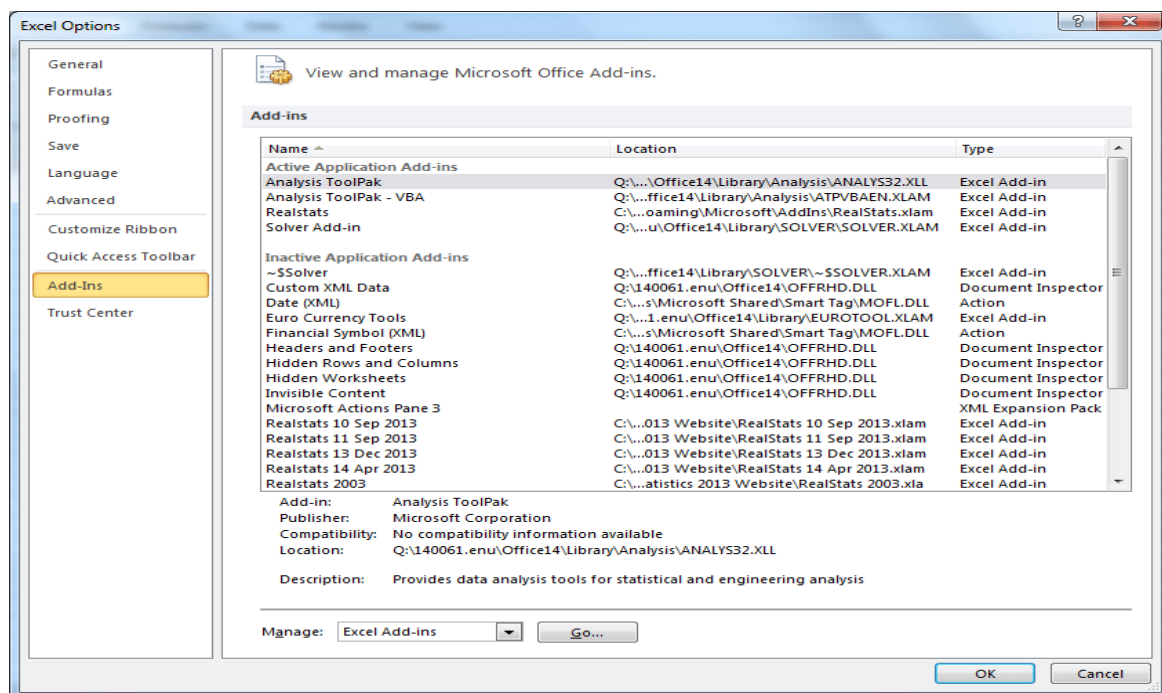 Excel Options
General
Formulas
Proofing
Save
Language
Advanced
Customize Ribbon
Quick Access Toolbar
Add-Ins
Trust Center
View and manage Microsoft Office Add-ins.
Add-ins
Name Location Type
Active Application Add-ins
Analysis ToolPak Q:\...\Office14\Library\Analysis\ANALYS32.XLL Excel Add-in
Analysis ToolPak - VBA Q:\...ffice14\Library\Analysis\ATPVBAEN.XLAM Excel Add-in
Realstats C:\...oaming\Microsoft\AddIns\RealStats.xlam Excel Add-in
Solver Add-in Q:\...u\Office14\Library\SOLVER\SOLVER.XLAM Excel Add-in
Inactive Application Add-ins
~$Solver Q:\...ffice14\Library\SOLVER\~$SOLVER.XLAM Excel Add-in
Custom XML Data Q:\140061.enu\Office14\OFFRHD.DLL Document Inspector
Date (XML) C:\...s\Microsoft Shared\Smart Tag\MOFL.DLL Action
Euro Currency Tools Q:\...1.enu\Office14\Library\EUROTOOL.XLAM Excel Add-in
Financial Symbol (XML) C:\...s\Microsoft Shared\Smart Tag\MOFL.DLL Action
Headers and Footers Q:\140061.enu\Office14\OFFRHD.DLL Document Inspector
Hidden Rows and Columns Q:\140061.enu\Office14\OFFRHD.DLL Document Inspector
Hidden Worksheets Q:\140061.enu\Office14\OFFRHD.DLL Document Inspector
Invisible Content Q:\140061.enu\Office14\OFFRHD.DLL Document Inspector
Microsoft Actions Pane 3 XML Expansion Pack
Realstats 10 Sep 2013 C:\...013 Website\RealStats 10 Sep 2013.xlam Excel Add-in
Realstats 11 Sep 2013 C:\...013 Website\RealStats 11 Sep 2013.xlam Excel Add-in
Realstats 13 Dec 2013 C:\...013 Website\RealStats 13 Dec 2013.xlam Excel Add-in
Realstats 14 Apr 2013 C:\...013 Website\RealStats 14 Apr 2013.xlam Excel Add-in
Realstats 2003 C:\...atistics 2013 Website\RealStats 2003.xla Excel Add-in
Add-in: Analysis ToolPak
Publisher: Microsoft Corporation
Compatibility: No compatibility information available
Location: Q:\140061.enu\Office14\Library\Analysis\ANALYS32.XLL
Description: Provides data analysis tools for statistical and engineering analysis
Manage: Excel Add-ins Go...
OK Cancel